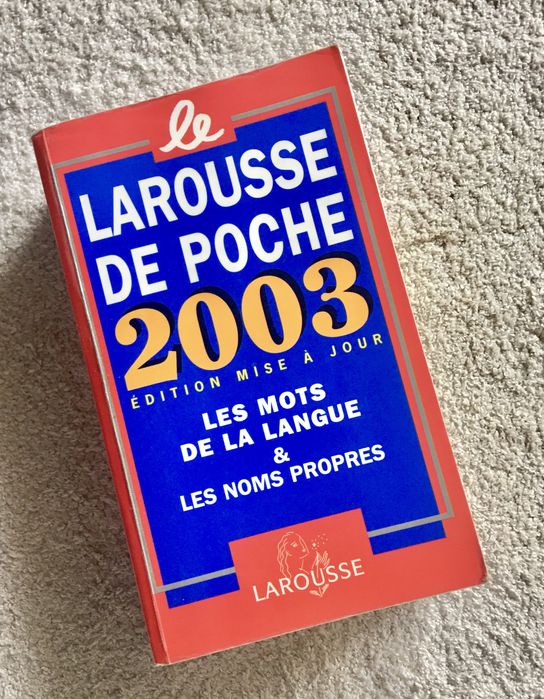 le
LAROUSSE
DE POCHE
2003
ÉDITION MISE À JOUR
LES MOTS
DE LA LANGUE
&
LES NOMS PROPRES
LAROUSSE